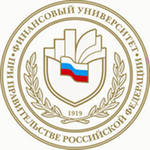 ФИНАНСОВЫЙ УНИВЕРСИТЕТ
ПРИ ПРАВИТЕЛЬСТВЕ РОССИЙСКОЙ ФЕДЕРАЦИИ
1919